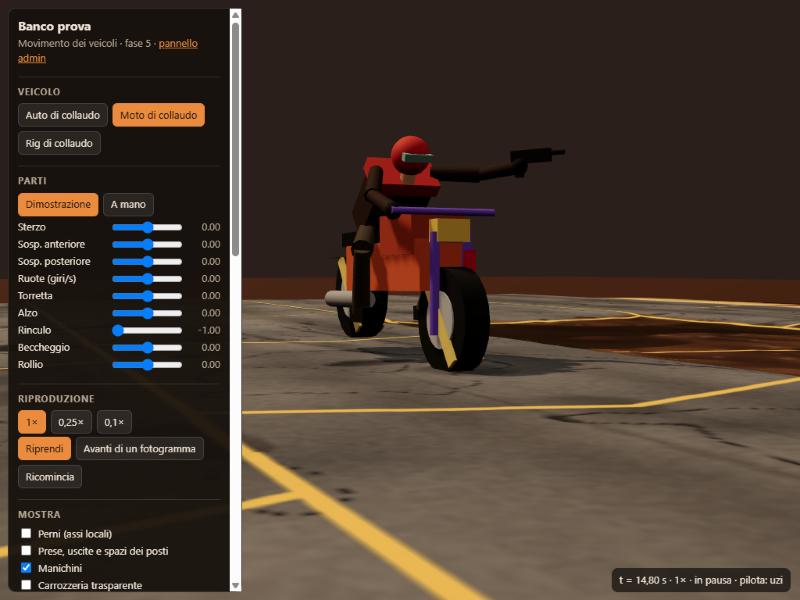 Banco prova
Movimento dei veicoli · fase 5 · pannello
admin
VEICOLO
Auto di collaudo
Moto di collaudo
Rig di collaudo
PARTI
Dimostrazione
A mano
Sterzo 0.00
Sosp. anteriore 0.00
Sosp. posteriore 0.00
Ruote (giri/s) 0.00
Torretta 0.00
Alzo 0.00
Rinculo -1.00
Beccheggio 0.00
Rollio 0.00
RIPRODUZIONE
1× 0,25× 0,1×
Riprendi
Avanti di un fotogramma
Ricomincia
MOSTRA
Perni (assi locali)
Prese, uscite e spazi dei posti
Manichini
Carrozzeria trasparente
t = 14,80 s · 1× · in pausa · pilota: uzi